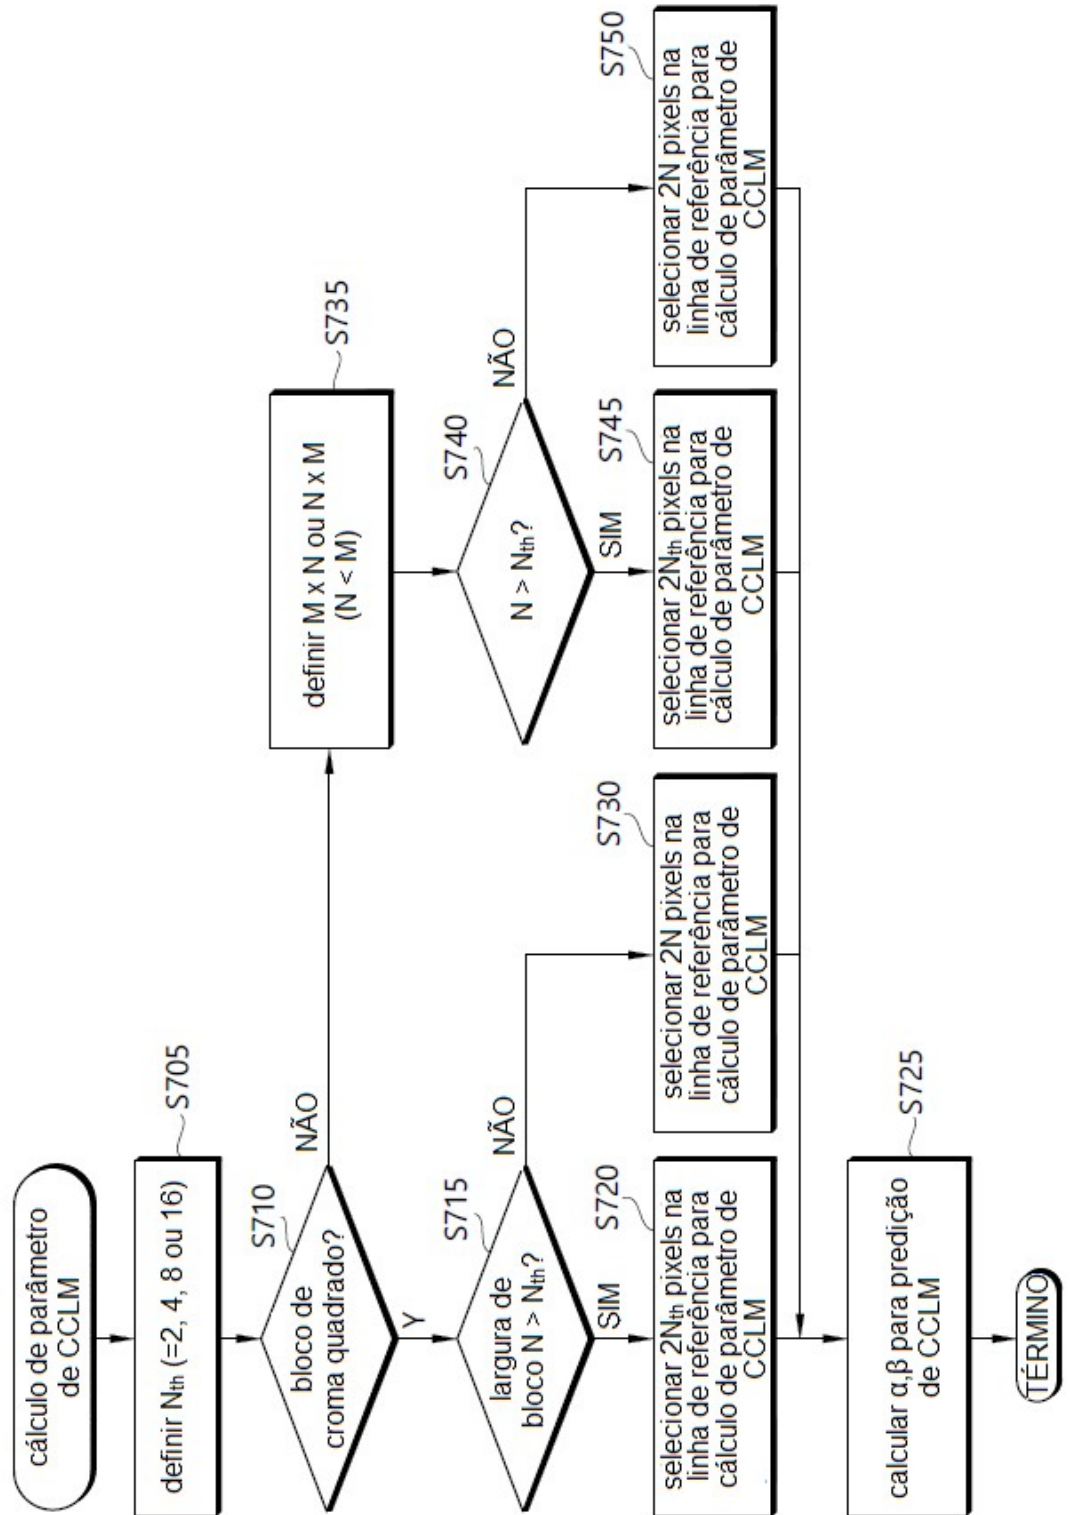 cálculo de parâmetro
de CCLM
S705
definir Nth (=2, 4, 8 ou 16)
S710
bloco de
croma quadrado?
NÃO
Y
S735
definir M x N ou N x M
(N < M)
S715
largura de
bloco N > Nth?
NÃO
SIM
S740
N > Nth?
NÃO
SIM
S720
selecionar 2Nth pixels na
linha de referência para
cálculo de parâmetro de
CCLM
S730
selecionar 2N pixels na
linha de referência para
cálculo de parâmetro de
CCLM
S745
selecionar 2Nth pixels na
linha de referência para
cálculo de parâmetro de
CCLM
S750
selecionar 2N pixels na
linha de referência para
cálculo de parâmetro de
CCLM
S725
calcular α,β para predição
de CCLM
TÉRMINO